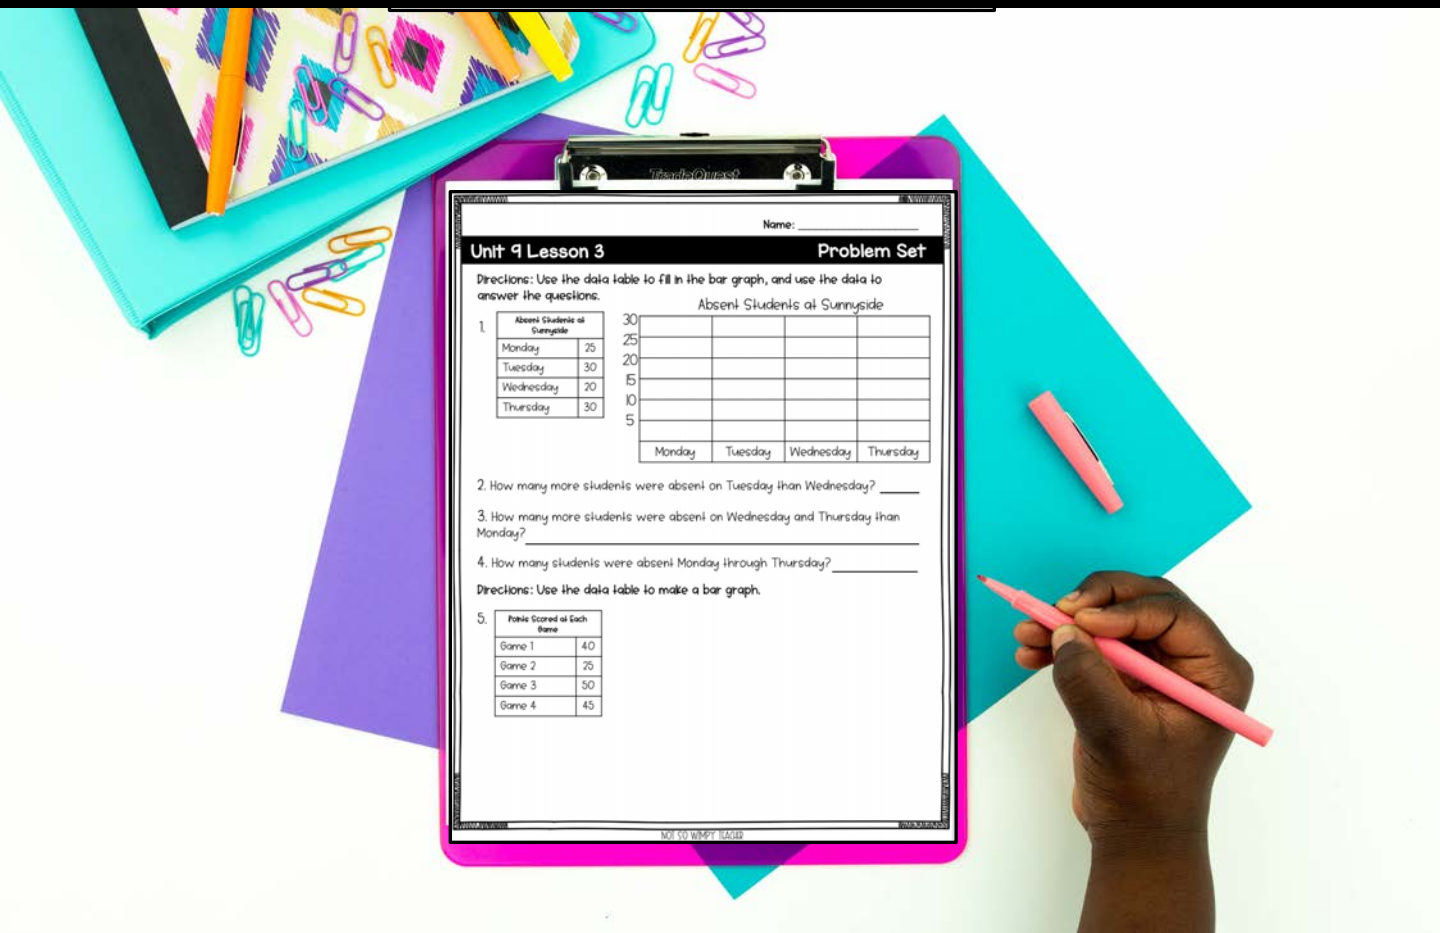 TradeQuest
Name:
Unit 9 Lesson 3 Problem Set
Directions: Use the data table to fill in the bar graph, and use the data to
answer the questions.
Absent Students at Sunnyside
1.
Absent Students at
Sunnyside
Monday 25
Tuesday 30
Wednesday 20
Thursday 30
30
25
20
15
10
5
Monday Tuesday Wednesday Thursday
2. How many more students were absent on Tuesday than Wednesday?
3. How many more students were absent on Wednesday and Thursday than
Monday?
4. How many students were absent Monday through Thursday?
Directions: Use the data table to make a bar graph.
5.
Points Scored at Each
Game
Game 1 40
Game 2 25
Game 3 50
Game 4 45
NOT SO WIMPY TEACHER